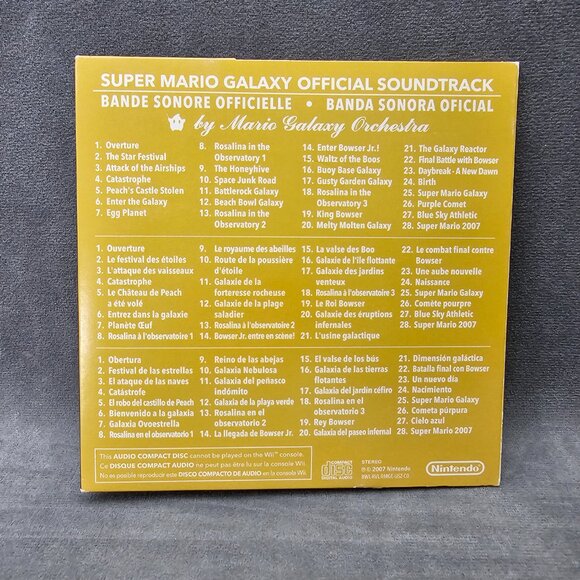 SUPER MARIO GALAXY OFFICIAL SOUNDTRACK
BANDE SONORE OFFICIELLE • BANDA SONORA OFICIAL
by Mario Galaxy Orchestra
1. Overture
2. The Star Festival
3. Attack of the Airships
4. Catastrophe
5. Peach's Castle Stolen
6. Enter the Galaxy
7. Egg Planet
8. Rosalina in the
Observatory 1
9. The Honeyhive
10. Space Junk Road
11. Battlerock Galaxy
12. Beach Bowl Galaxy
13. Rosalina in the
Observatory 2
14. Enter Bowser Jr.!
15. Waltz of the Boos
16. Buoy Base Galaxy
17. Gusty Garden Galaxy
18. Rosalina in the
Observatory 3
19. King Bowser
20. Melty Molten Galaxy
21. The Galaxy Reactor
22. Final Battle with Bowser
23. Daybreak - A New Dawn
24. Birth
25. Super Mario Galaxy
26. Purple Comet
27. Blue Sky Athletic
28. Super Mario 2007
1. Ouverture
2. Le festival des étoiles
3. L'attaque des vaisseaux
4. Catastrophe
5. Le Château de Peach
a été volé
6. Entrez dans la galaxie
7. Planète Œuf
8. Rosalina à l'observatoire 1
9. Le royaume des abeilles
10. Route de la poussière
d'étoile
11. Galaxie de la
forteresse rocheuse
12. Galaxie de la plage
saladier
13. Rosalina à l'observatoire 2
14. Bowser Jr. entre en scène!
15. La valse des Boo
16. Galaxie de l'île flottante
17. Galaxie des jardins
venteux
18. Rosalina à l'observatoire 3
19. Le Roi Bowser
20. Galaxie des éruptions
infernales
21. L'usine galactique
22. Le combat final contre
Bowser
23. Une aube nouvelle
24. Naissance
25. Super Mario Galaxy
26. Comète pourpre
27. Blue Sky Athletic
28. Super Mario 2007
1. Obertura
2. Festival de las estrellas
3. El ataque de las naves
4. Catástrofe
5. El robo del castillo de Peach
6. Bienvenido a la galaxia
7. Galaxia Ovoestrella
8. Rosalina en el observatorio 1
9. Reino de las abejas
10. Galaxia Nebulosa
11. Galaxia del peñasco
indómito
12. Galaxia de la playa verde
13. Rosalina en el
observatorio 2
14. La llegada de Bowser Jr.
15. El valse de los bús
16. Galaxia de las tierras
flotantes
17. Galaxia del jardín céfiro
18. Rosalina en el
observatorio 3
19. Rey Bowser
20. Galaxia del paseo infernal
21. Dimensión galáctica
22. Batalla final con Bowser
23. Un nuevo día
24. Nacimiento
25. Super Mario Galaxy
26. Cometa púrpura
27. Cielo azul
28. Super Mario 2007
This AUDIO COMPACT DISC cannot be played on the Wii™ console.
Ce DISQUE COMPACT AUDIO ne peut pas être lu sur la console Wii.
No es posible reproducir este DISCO COMPACTO DE AUDIO en la consola Wii.
COMPACT
disc
DIGITAL AUDIO
STEREO
℗ © 2007 Nintendo
Nintendo